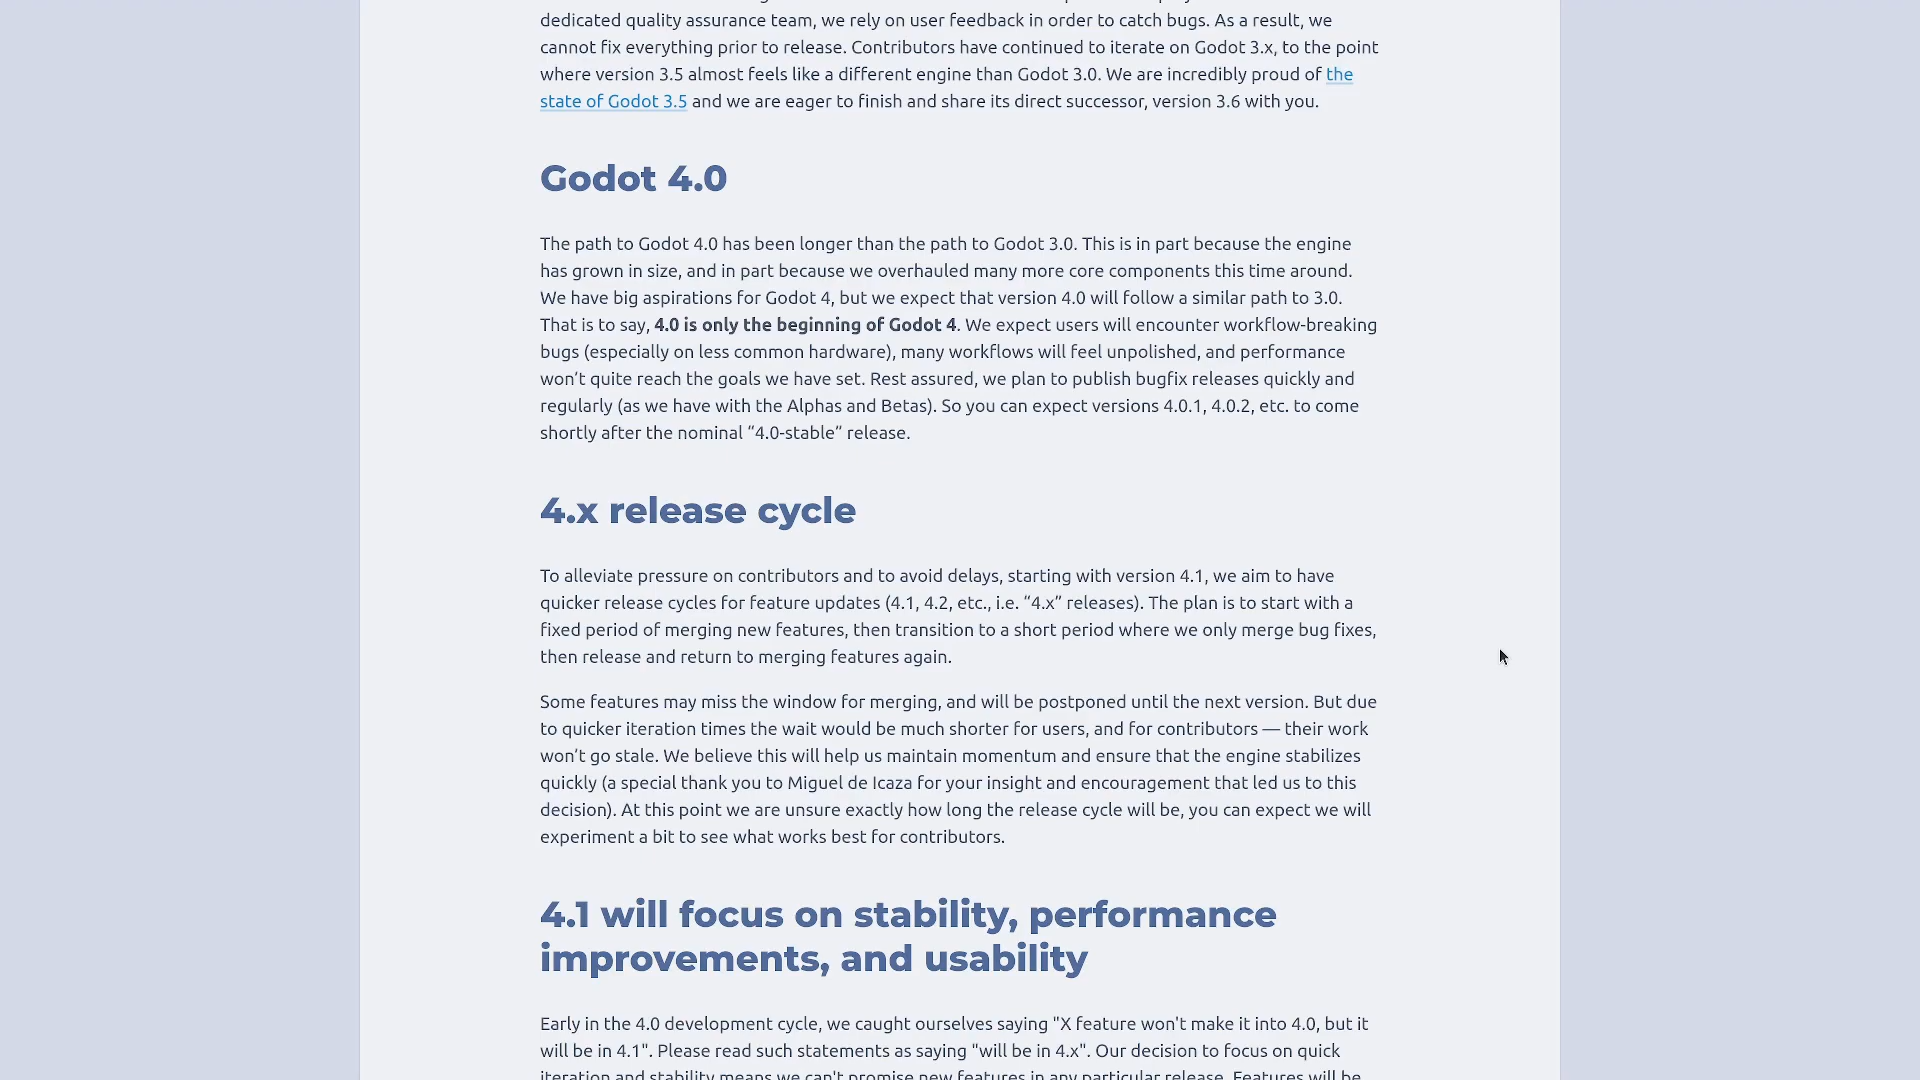 dedicated quality assurance team, we rely on user feedback in order to catch bugs. As a result, we
cannot fix everything prior to release. Contributors have continued to iterate on Godot 3.x, to the point
where version 3.5 almost feels like a different engine than Godot 3.0. We are incredibly proud of the
state of Godot 3.5 and we are eager to finish and share its direct successor, version 3.6 with you.
Godot 4.0
The path to Godot 4.0 has been longer than the path to Godot 3.0. This is in part because the engine
has grown in size, and in part because we overhauled many more core components this time around.
We have big aspirations for Godot 4, but we expect that version 4.0 will follow a similar path to 3.0.
That is to say, 4.0 is only the beginning of Godot 4. We expect users will encounter workflow-breaking
bugs (especially on less common hardware), many workflows will feel unpolished, and performance
won’t quite reach the goals we have set. Rest assured, we plan to publish bugfix releases quickly and
regularly (as we have with the Alphas and Betas). So you can expect versions 4.0.1, 4.0.2, etc. to come
shortly after the nominal “4.0-stable” release.
4.x release cycle
To alleviate pressure on contributors and to avoid delays, starting with version 4.1, we aim to have
quicker release cycles for feature updates (4.1, 4.2, etc., i.e. “4.x” releases). The plan is to start with a
fixed period of merging new features, then transition to a short period where we only merge bug fixes,
then release and return to merging features again.
Some features may miss the window for merging, and will be postponed until the next version. But due
to quicker iteration times the wait would be much shorter for users, and for contributors — their work
won’t go stale. We believe this will help us maintain momentum and ensure that the engine stabilizes
quickly (a special thank you to Miguel de Icaza for your insight and encouragement that led us to this
decision). At this point we are unsure exactly how long the release cycle will be, you can expect we will
experiment a bit to see what works best for contributors.
4.1 will focus on stability, performance
improvements, and usability
Early in the 4.0 development cycle, we caught ourselves saying "X feature won't make it into 4.0, but it
will be in 4.1". Please read such statements as saying "will be in 4.x". Our decision to focus on quick
iteration and stability means we can't promise new features in any particular release. Features will be